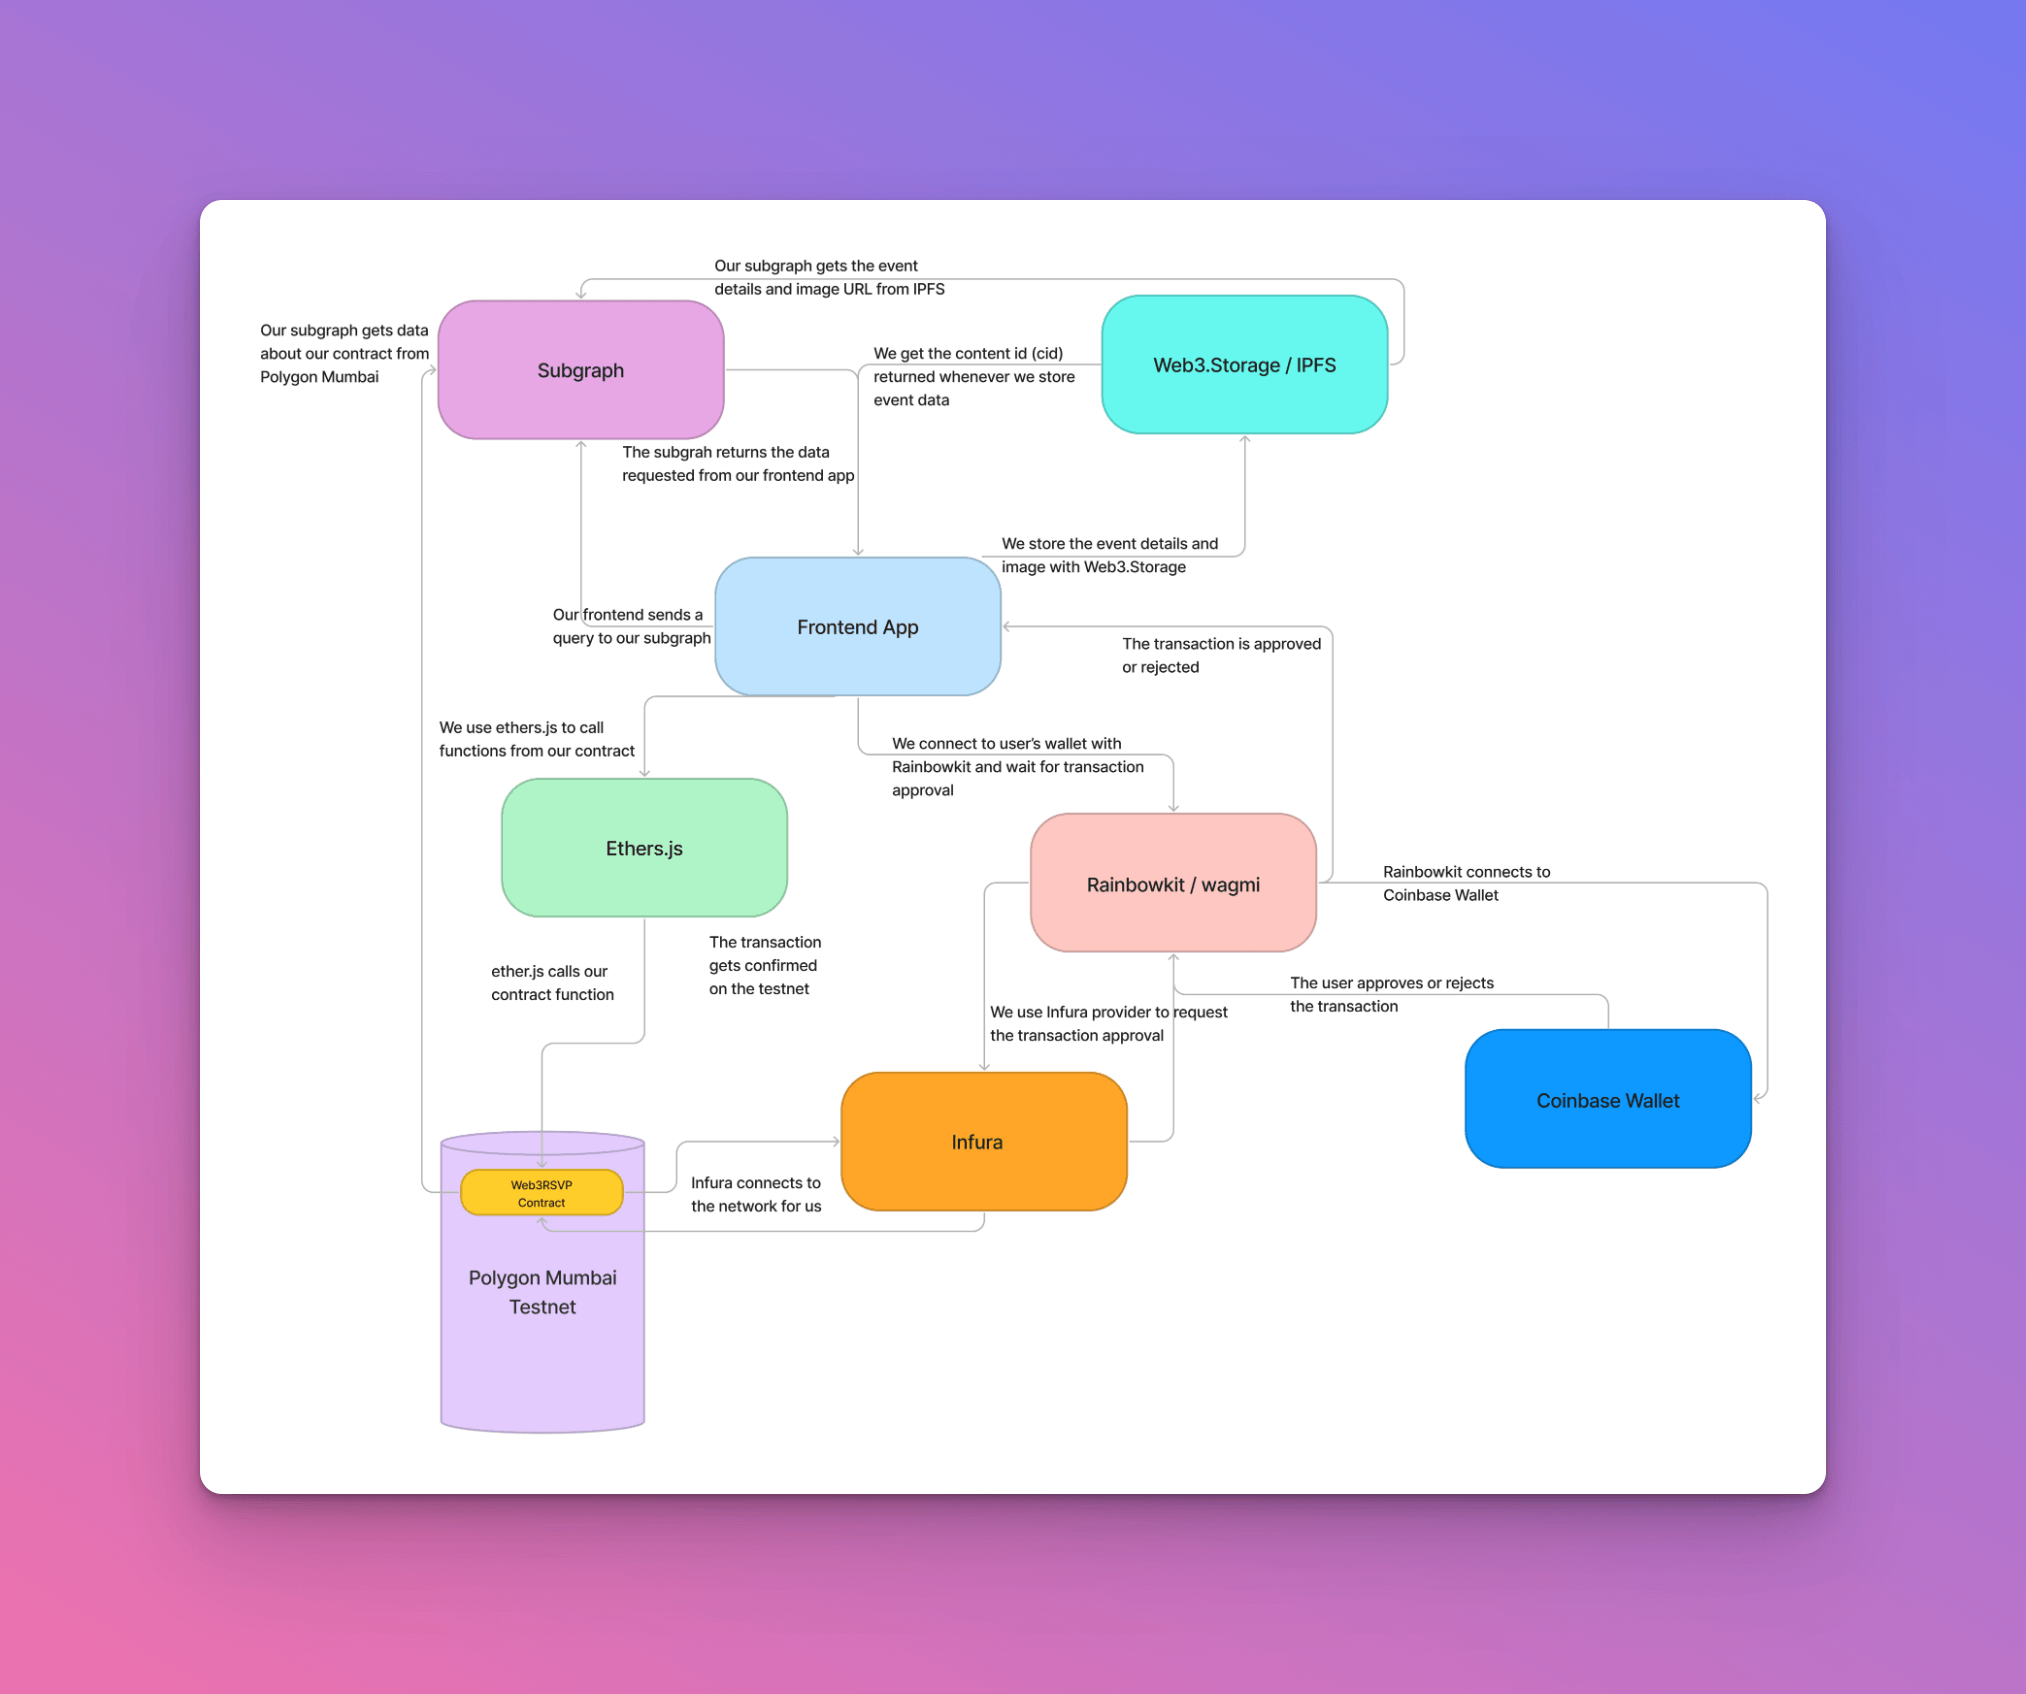 Our subgraph gets the event
details and image URL from IPFS
Our subgraph gets data
about our contract from
Polygon Mumbai
Subgraph
We get the content id (cid)
returned whenever we store
event data
Web3.Storage / IPFS
The subgrah returns the data
requested from our frontend app
We store the event details and
image with Web3.Storage
Our frontend sends a
query to our subgraph
Frontend App
The transaction is approved
or rejected
We use ethers.js to call
functions from our contract
We connect to user's wallet with
Rainbowkit and wait for transaction
approval
Ethers.js
Rainbowkit / wagmi
Rainbowkit connects to
Coinbase Wallet
ether.js calls our
contract function
The transaction
gets confirmed
on the testnet
The user approves or rejects
the transaction
We use Infura provider to request
the transaction approval
Coinbase Wallet
Infura
Web3RSVP
Contract
Infura connects to
the network for us
Polygon Mumbai
Testnet